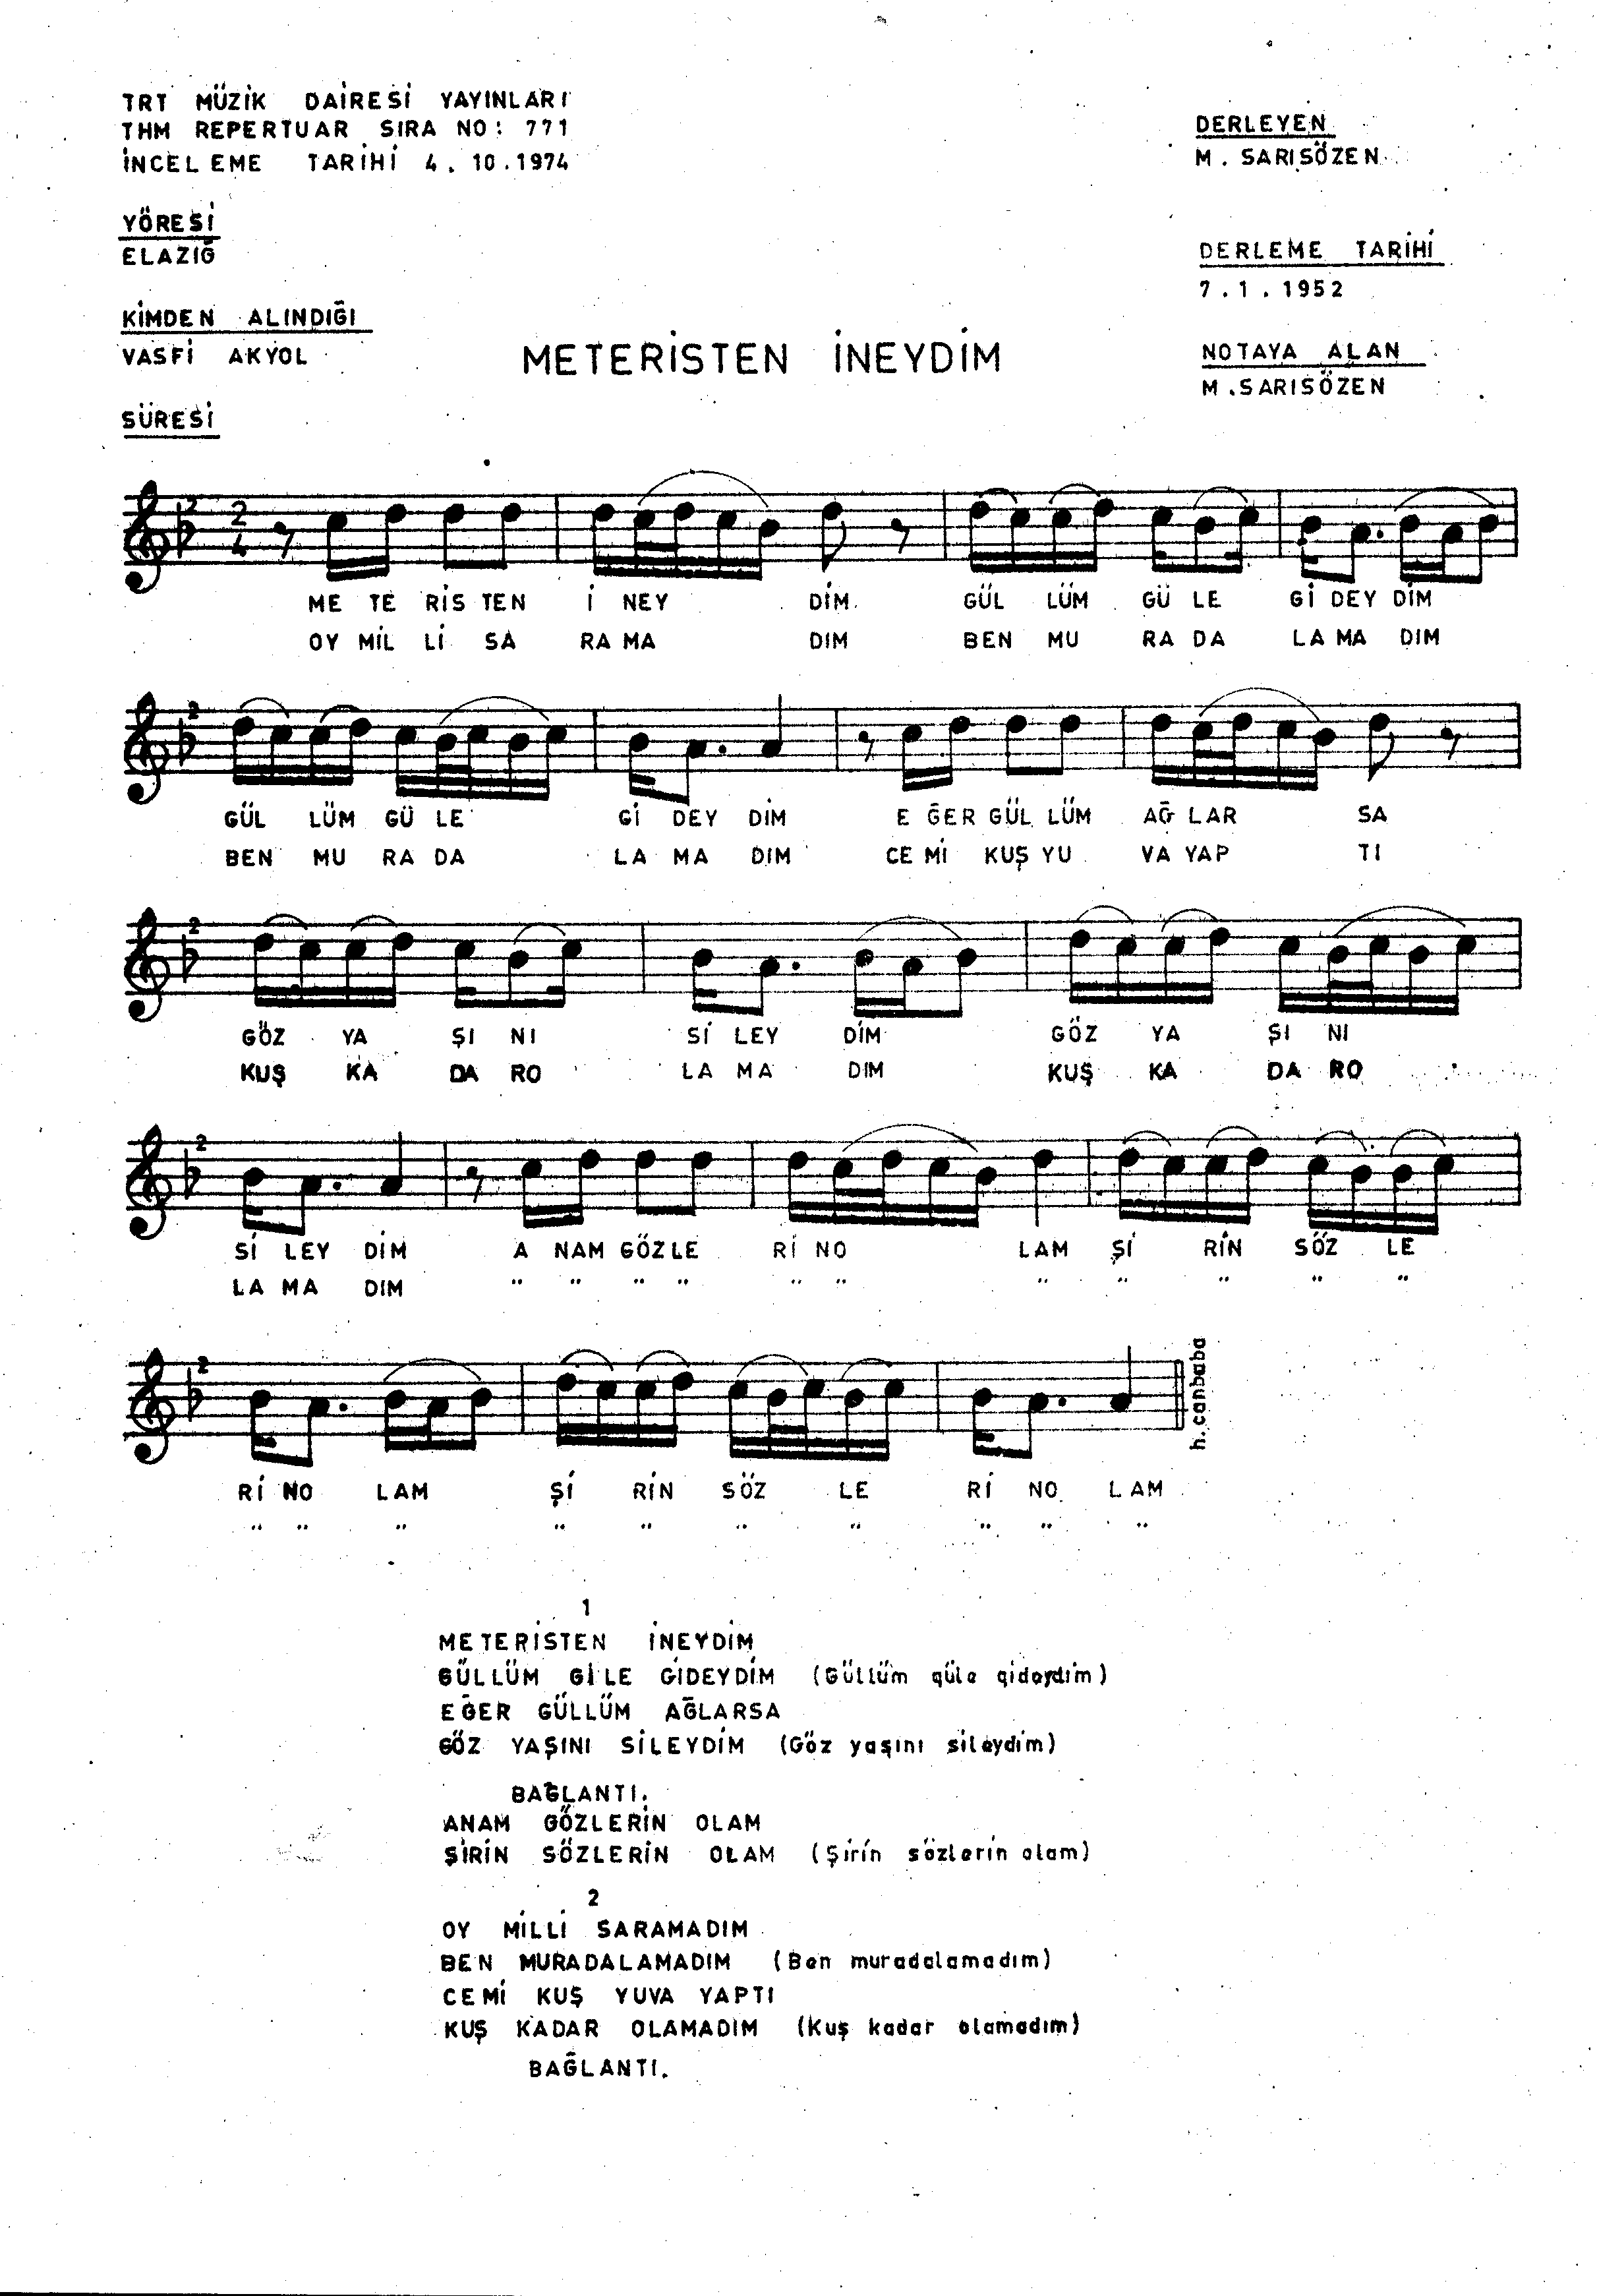 TRT MÜZİK DAİRESİ YAYINLARI
THM REPERTUAR SIRA NO: 771
İNCELEME TARİHİ 4.10.1974
DERLEYEN
M. SARISÖZEN
YÖRESİ
ELAZIĞ
DERLEME TARİHİ
7.1.1952
KİMDEN ALINDIĞI
VASFİ AKYOL
METERİSTEN İNEYDİM
NOTAYA ALAN
M.SARISÖZEN
SÜRESİ
2
2
4
ME TE RİS TEN İ NEY DİM GÜL LÜM GÜ LE Gİ DEY DİM
OY MİL Lİ SA RA MA DIM BEN MU RA DA LA MA DIM
2
GÜL LÜM GÜ LE Gİ DEY DİM E ĞER GÜL LÜM AĞ LAR SA
BEN MU RA DA LA MA DIM CE Mİ KUŞ YU VA YAP TI
2
GÖZ YA ŞI NI Sİ LEY DİM GÖZ YA ŞI NI
KUŞ KA DA RO LA MA DIM KUŞ KA DA RO
2
Sİ LEY DİM A NAM GÖZ LE Rİ NO LAM Şİ RİN SÖZ LE
LA MA DIM " " " " " " " " " " "
2
Rİ NO LAM Şİ RİN SÖZ LE Rİ NO LAM
" " " " " " " " " "
h.canbaba
1
METERİSTEN İNEYDİM
GÜLLÜM GİLE GİDEYDİM (Güllüm güle gideydim)
EĞER GÜLLÜM AĞLARSA
GÖZ YAŞINI SİLEYDİM (Göz yaşını sileydim)
BAĞLANTI.
ANAM GÖZLERİN OLAM
ŞİRİN SÖZLERİN OLAM (Şirin sözlerin olam)
2
OY MİLLİ SARAMADIM
BEN MURADALAMADIM (Ben muradalamadım)
CEMİ KUŞ YUVA YAPTI
KUŞ KADAR OLAMADIM (Kuş kadar olamadım)
BAĞLANTI.